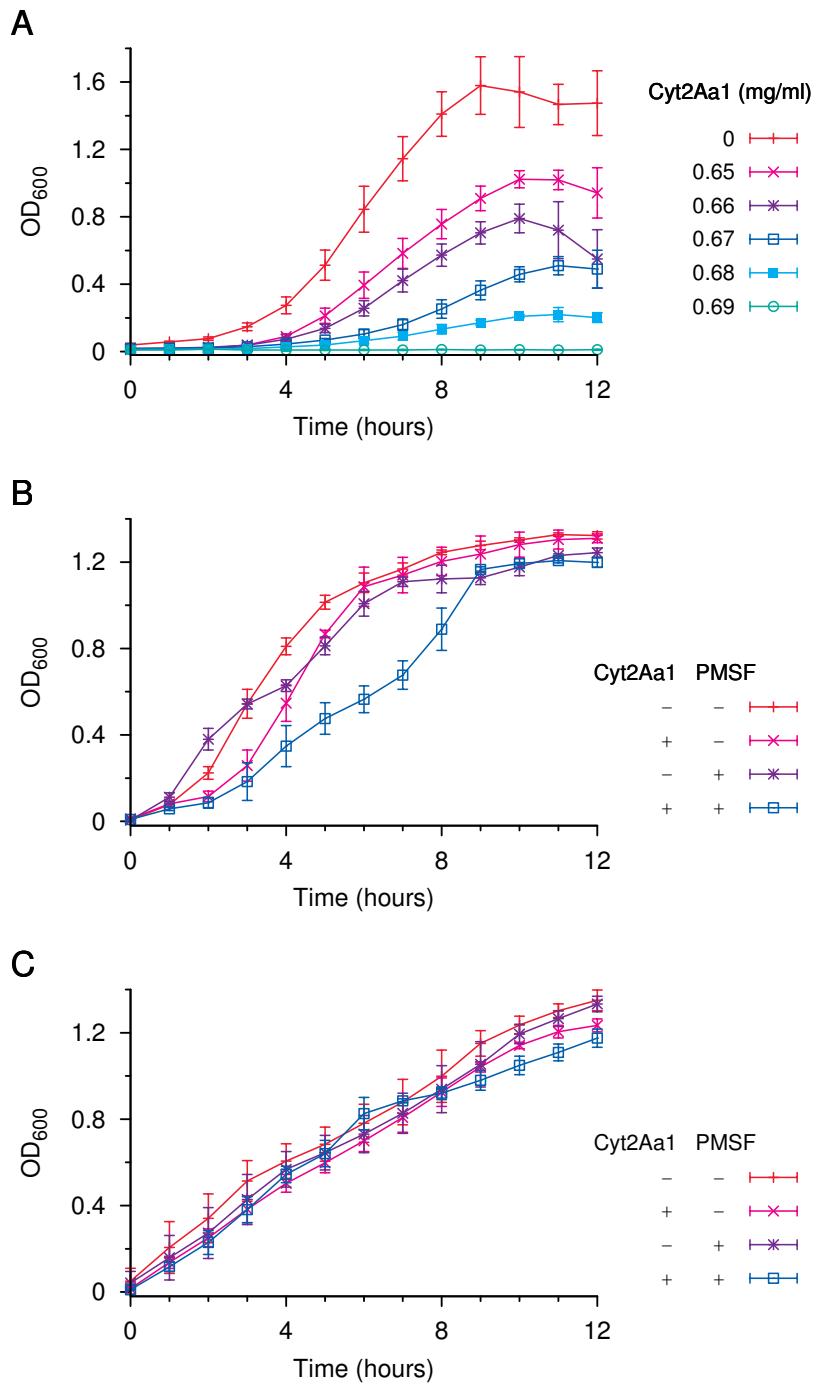 A
Cyt2Aa1 (mg/ml)
0
0.65
0.66
0.67
0.68
0.69
OD600
1.6
1.2
0.8
0.4
0
0 4 8 12
Time (hours)
B
OD600
1.2
0.8
0.4
0
Cyt2Aa1 PMSF
− −
+ −
− +
+ +
0 4 8 12
Time (hours)
C
OD600
1.2
0.8
0.4
0
Cyt2Aa1 PMSF
− −
+ −
− +
+ +
0 4 8 12
Time (hours)